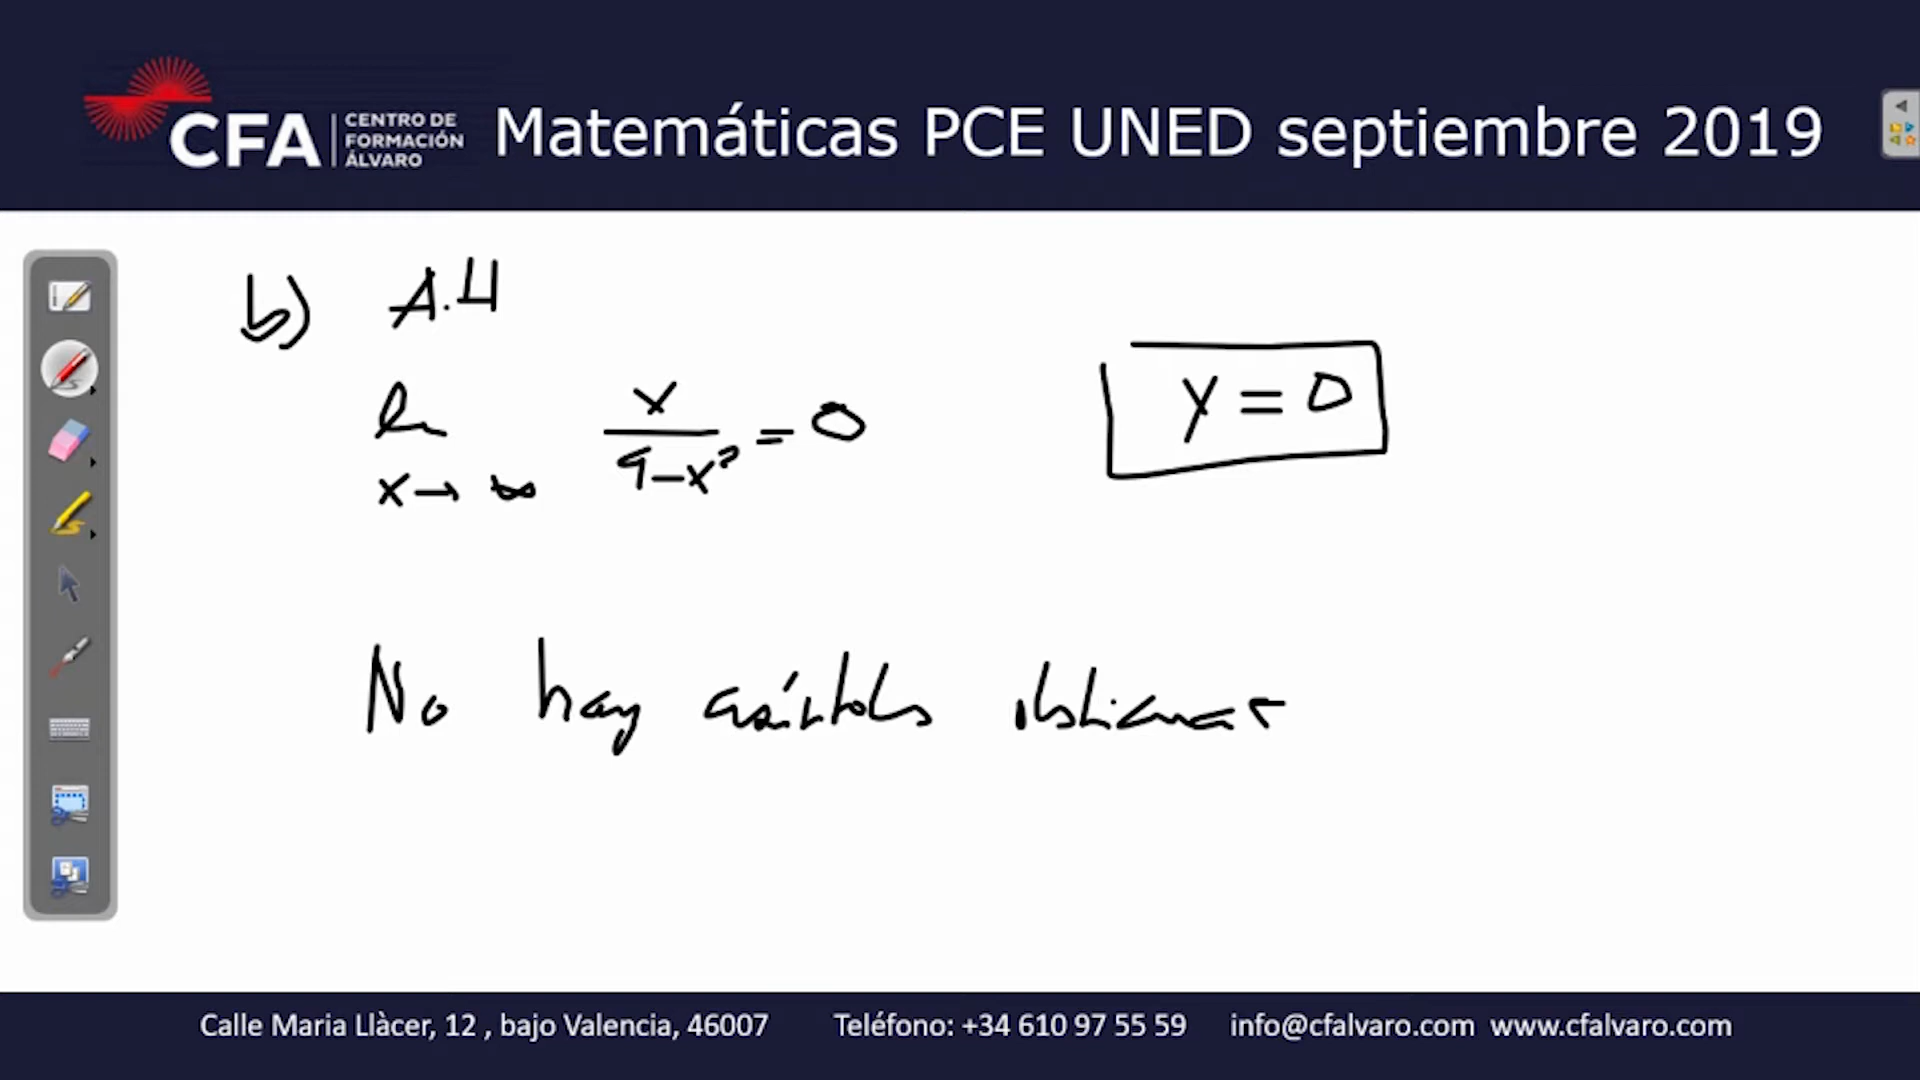 CFA CENTRO DE FORMACIÓN ÁLVARO
Matemáticas PCE UNED septiembre 2019
b) A.H
lim x→∞ x/(9-x²) = 0
y = 0
No hay asíntotas oblicuas
Calle Maria Llàcer, 12 , bajo Valencia, 46007 Teléfono: +34 610 97 55 59 info@cfalvaro.com www.cfalvaro.com